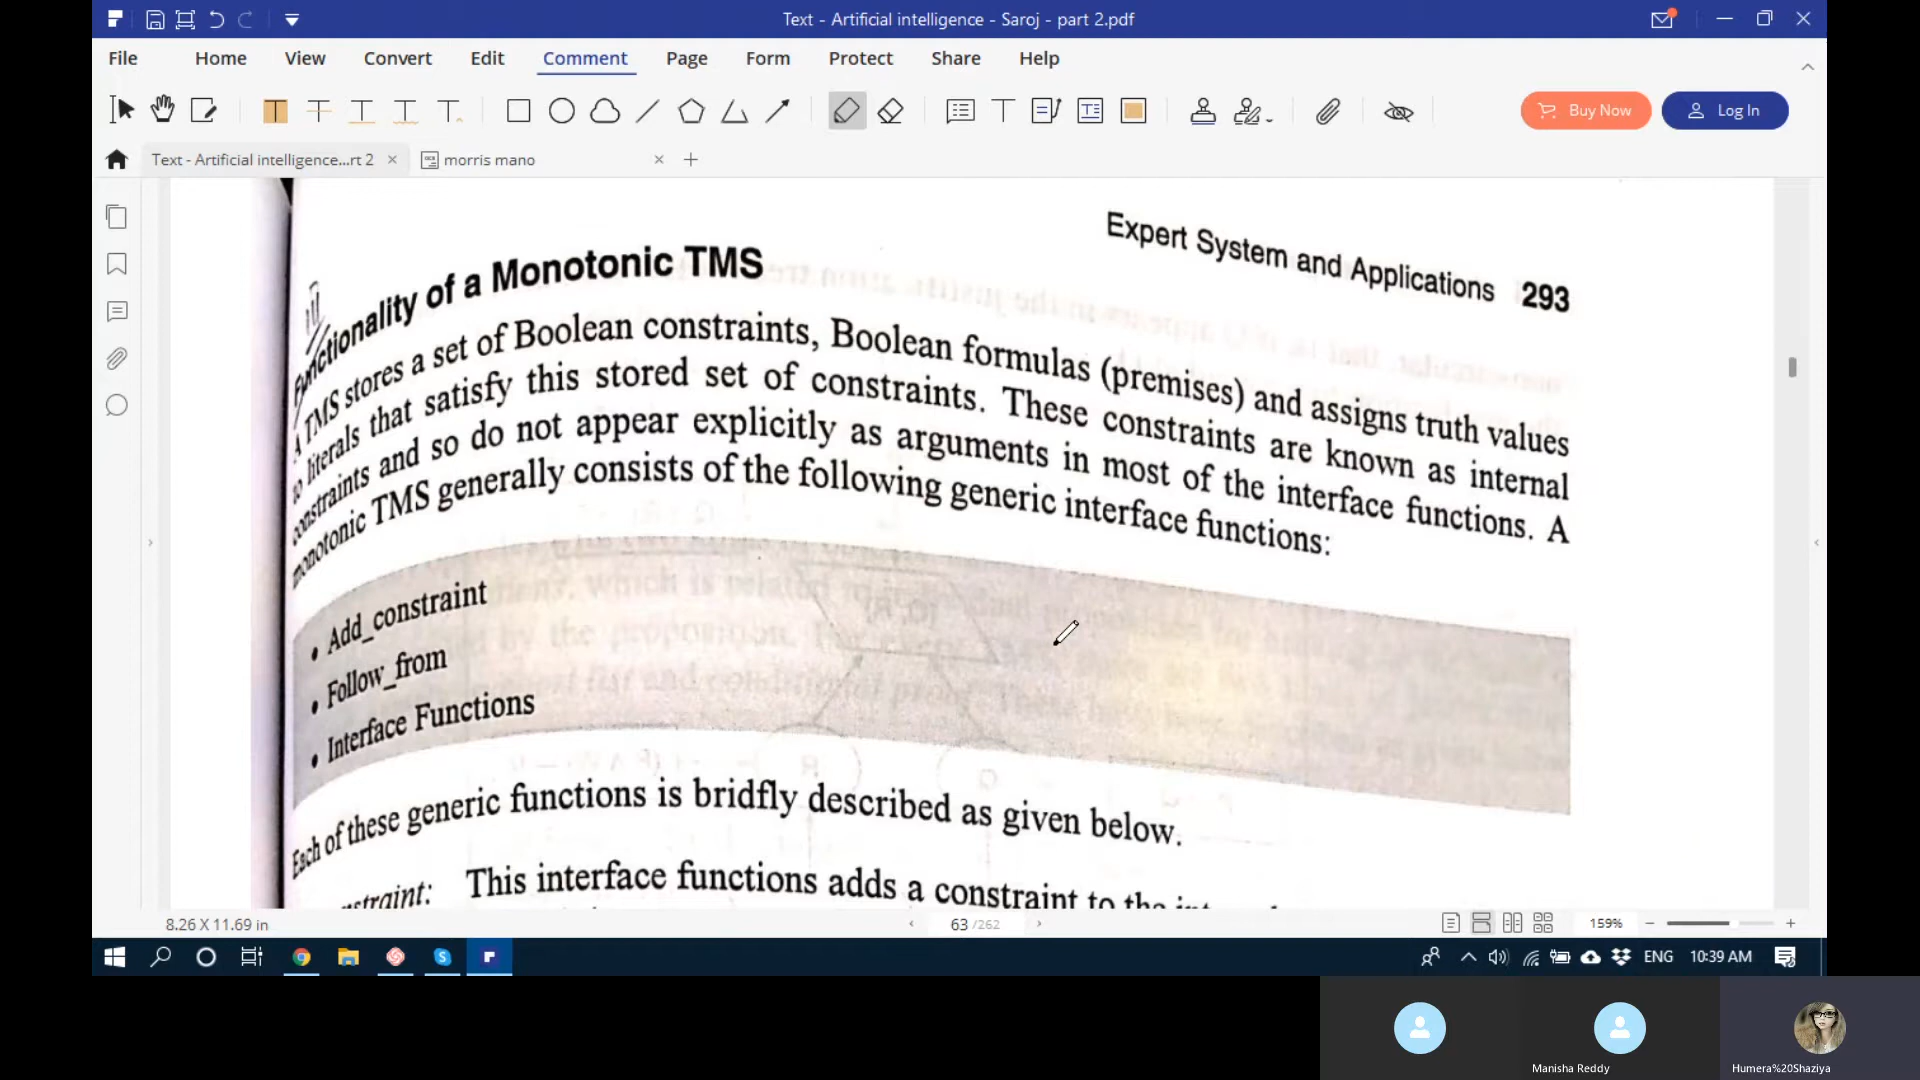 Text - Artificial intelligence - Saroj - part 2.pdf
File Home View Convert Edit Comment Page Form Protect Share Help
Buy Now Log In
Text - Artificial intelligence...rt 2 morris mano
Expert System and Applications 293
Functionality of a Monotonic TMS
A TMS stores a set of Boolean constraints, Boolean formulas (premises) and assigns truth values
to literals that satisfy this stored set of constraints. These constraints are known as internal
constraints and so do not appear explicitly as arguments in most of the interface functions. A
monotonic TMS generally consists of the following generic interface functions:
• Add_constraint
• Follow_from
• Interface Functions
Each of these generic functions is bridfly described as given below.
This interface functions adds a constraint to the
8.26 X 11.69 in 63 /262 159%
ENG 10:39 AM
Manisha Reddy Humera%20Shaziya